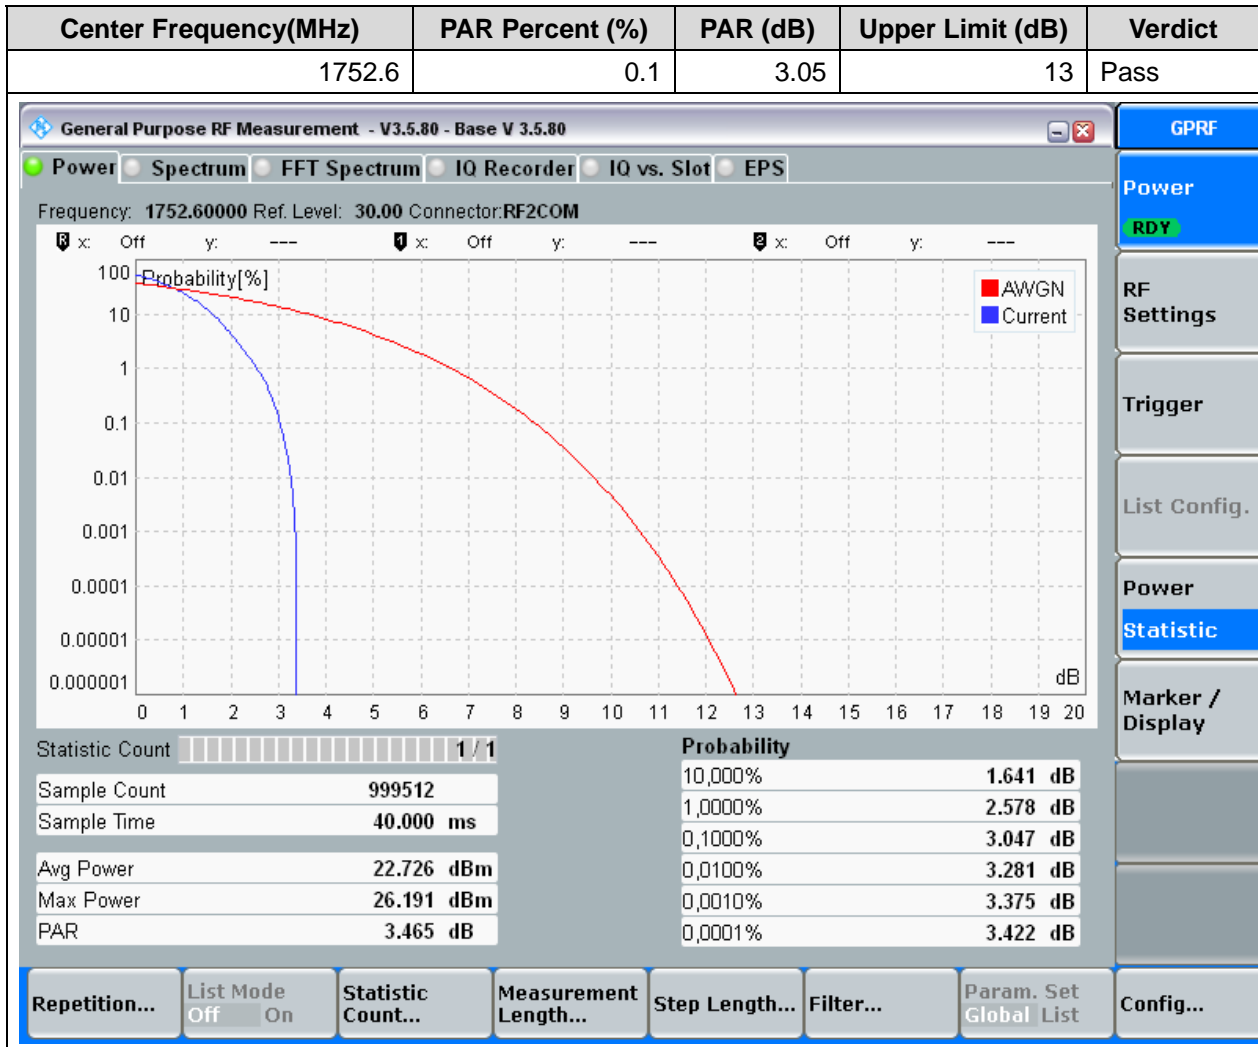 Center Frequency(MHz) PAR Percent (%) PAR (dB) Upper Limit (dB) Verdict
1752.6 0.1 3.05 13 Pass
General Purpose RF Measurement - V3.5.80 - Base V 3.5.80
GPRF
Power Spectrum FFT Spectrum IQ Recorder IQ vs. Slot EPS
Frequency: 1752.60000 Ref. Level: 30.00 Connector:RF2COM
R x: Off y: --- 1 x: Off y: --- 2 x: Off y: ---
Probability[%]
AWGN
Current
100
10
1
0.1
0.01
0.001
0.0001
0.00001
0.000001
dB
0 1 2 3 4 5 6 7 8 9 10 11 12 13 14 15 16 17 18 19 20
Statistic Count 1 / 1
Sample Count 999512
Sample Time 40.000 ms
Avg Power 22.726 dBm
Max Power 26.191 dBm
PAR 3.465 dB
Probability
10,000% 1.641 dB
1,0000% 2.578 dB
0,1000% 3.047 dB
0,0100% 3.281 dB
0,0010% 3.375 dB
0,0001% 3.422 dB
Power
RDY
RF
Settings
Trigger
List Config.
Power
Statistic
Marker /
Display
Repetition...
List Mode
Off On
Statistic
Count...
Measurement
Length...
Step Length...
Filter...
Param. Set
Global List
Config...